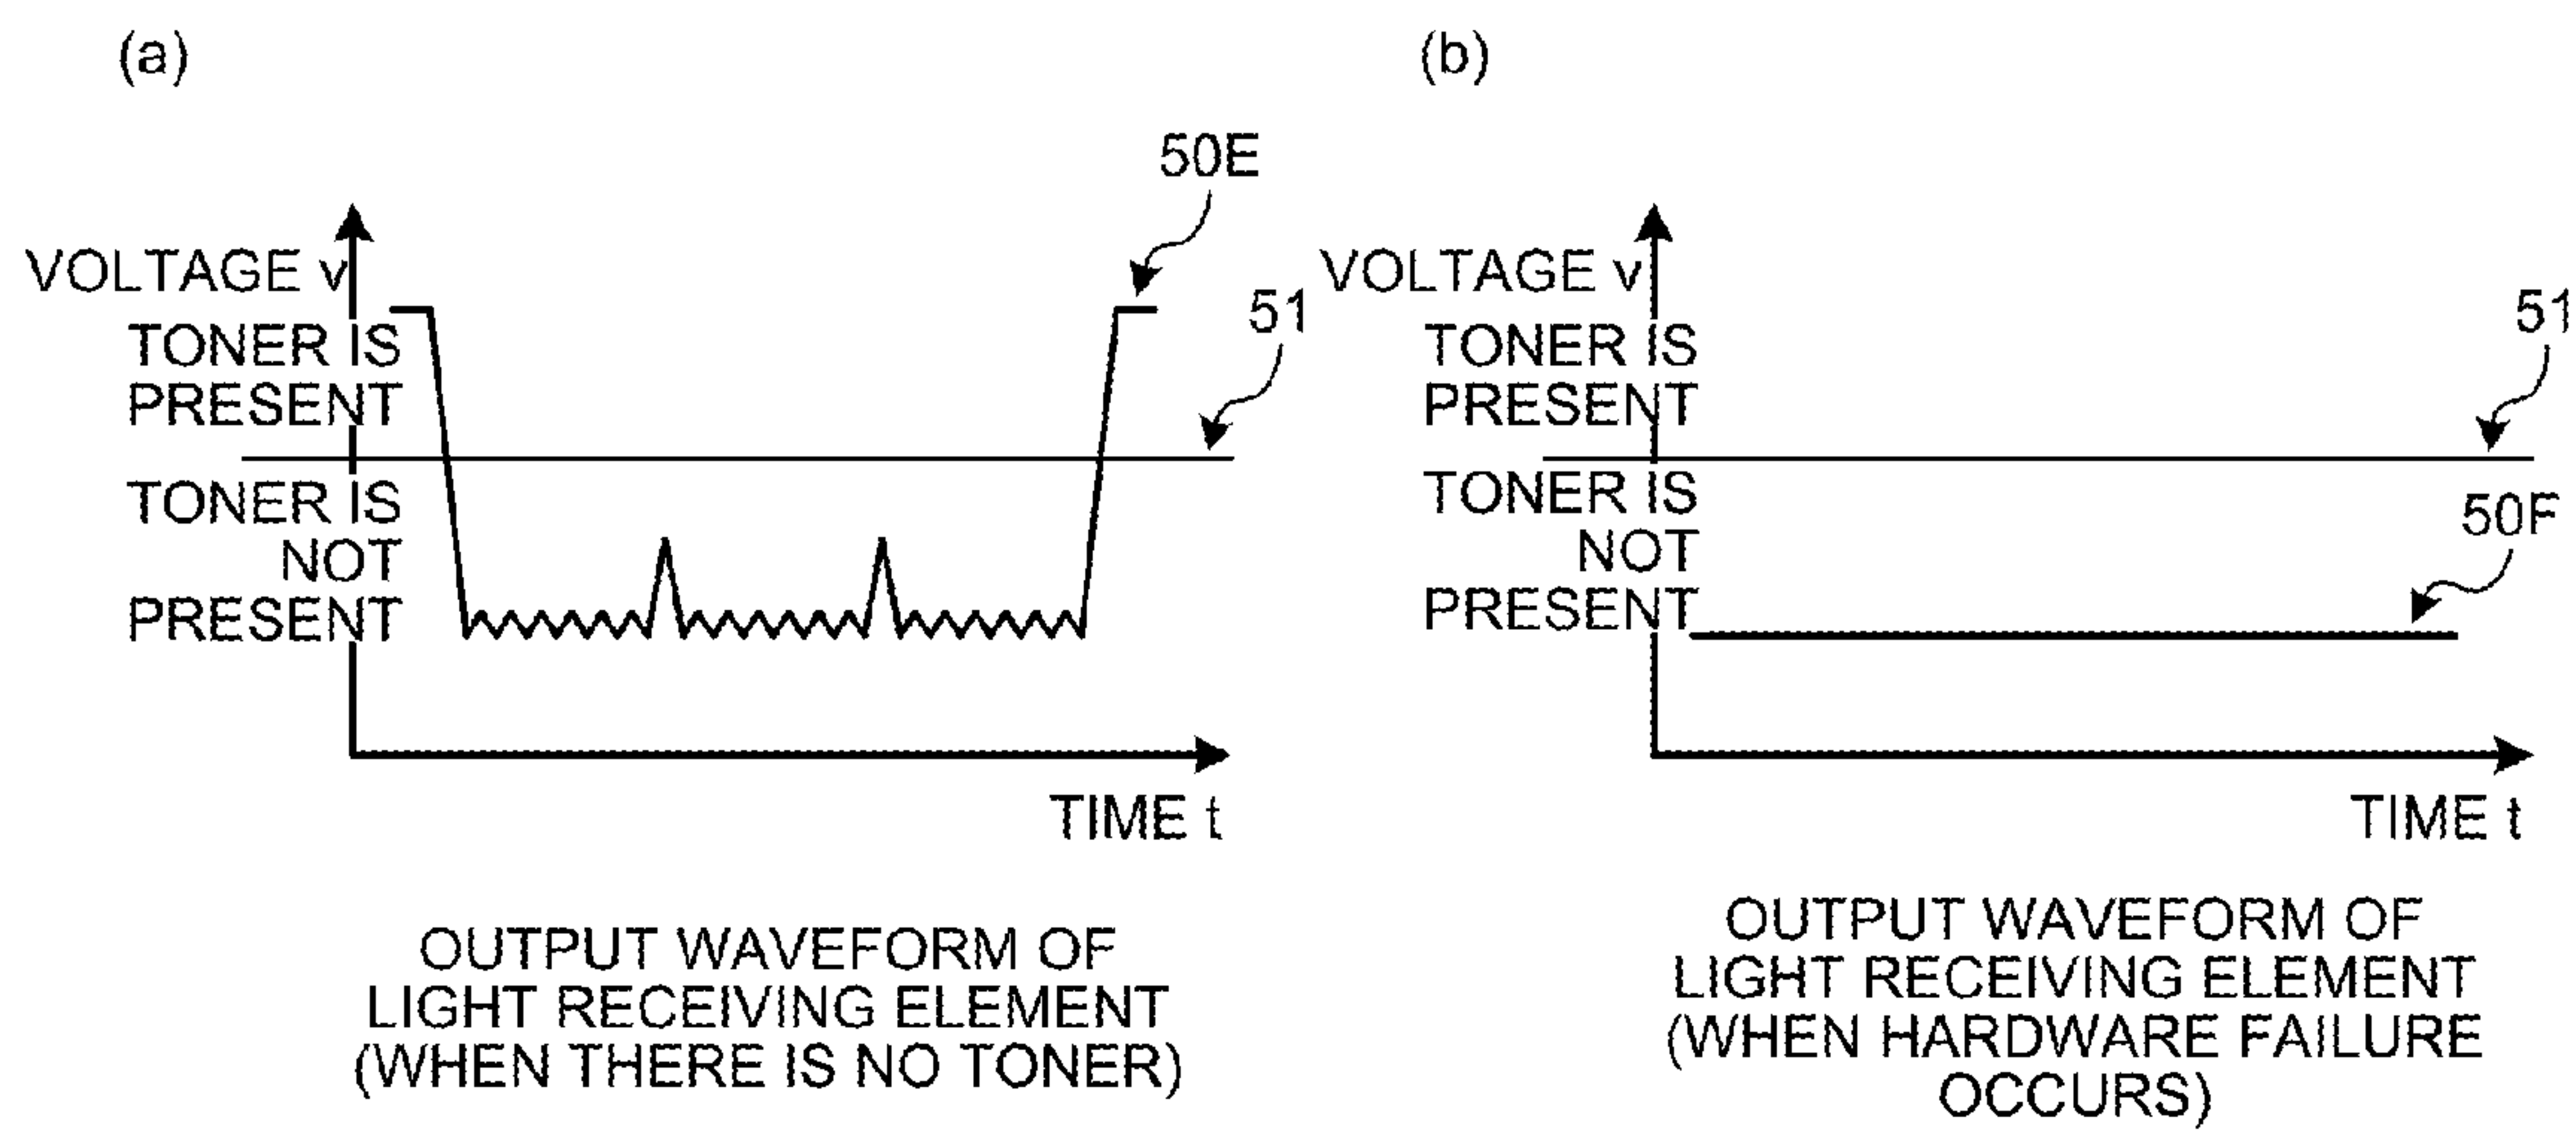 (a)
50E
VOLTAGE v
51
TONER IS
PRESENT
TONER IS
NOT
PRESENT
TIME t
OUTPUT WAVEFORM OF
LIGHT RECEIVING ELEMENT
(WHEN THERE IS NO TONER)
(b)
VOLTAGE v
51
TONER IS
PRESENT
TONER IS
NOT
PRESENT
50F
TIME t
OUTPUT WAVEFORM OF
LIGHT RECEIVING ELEMENT
(WHEN HARDWARE FAILURE
OCCURS)